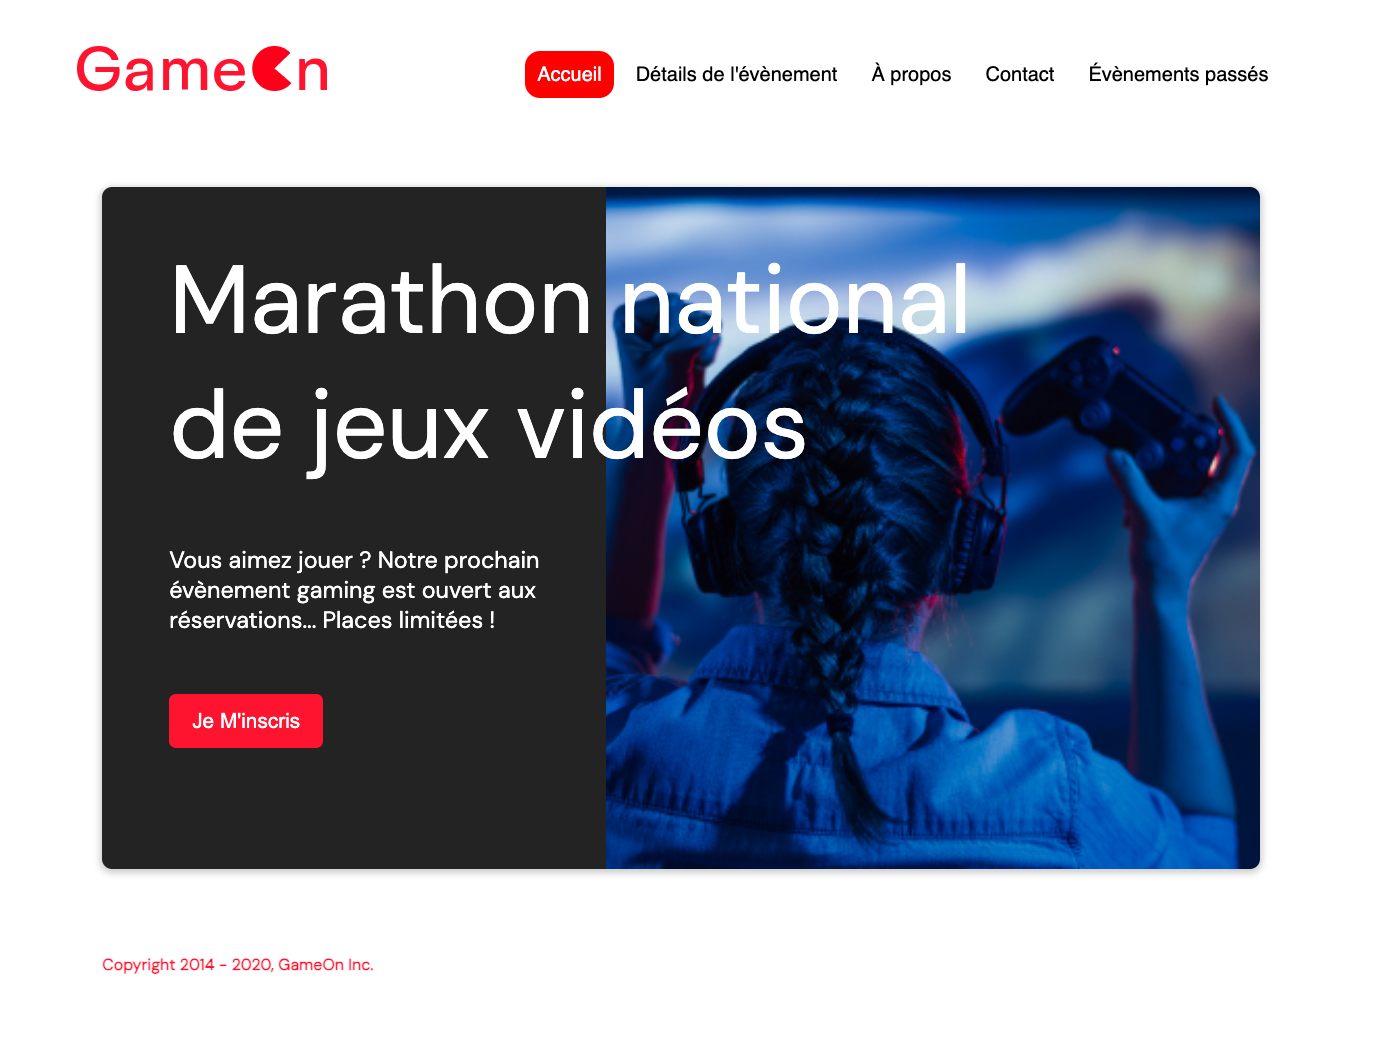 GameOn
Accueil
Détails de l'évènement
À propos
Contact
Évènements passés
Marathon national
de jeux vidéos
Vous aimez jouer ? Notre prochain
évènement gaming est ouvert aux
réservations... Places limitées !
Je M'inscris
Copyright 2014 - 2020, GameOn Inc.